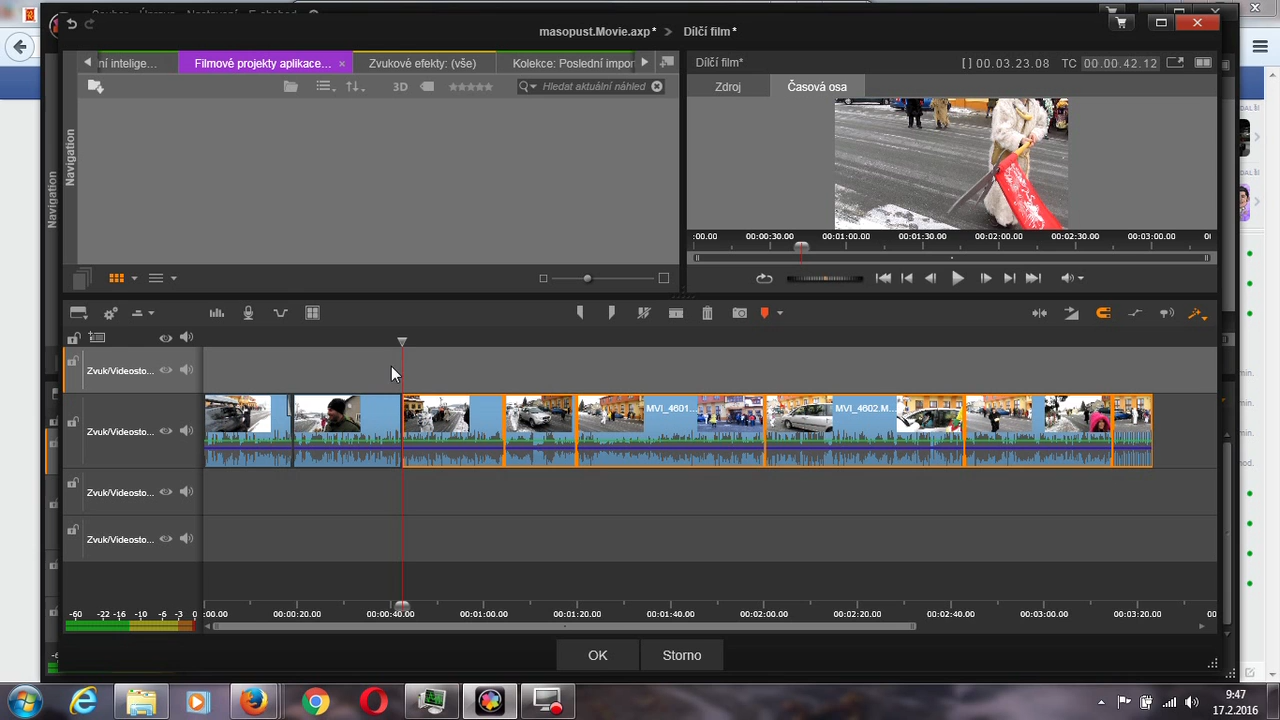 masopust.Movie.axp* > Dílčí film*
ní intelige...
Filmové projekty aplikace... ×
Zvukové efekty: (vše)
Kolekce: Poslední impor
Dílčí film*
[ ] 00.03.23.08 TC 00.00.42.12
3D
Hledat aktuální náhled
Zdroj
Časová osa
Navigation
Navigation
:00.00 00:00:30.00 00:01:00.00 00:01:30.00 00:02:00.00 00:02:30.00 00:03:00.00 00
Zvuk/Videosto...
Zvuk/Videosto...
MVI_4601...
MVI_4602.M...
Zvuk/Videosto...
Zvuk/Videosto...
-60 -22 -16 -10 -6 -3 0
:00.00 00:00:20.00 00:00:40.00 00:01:00.00 00:01:20.00 00:01:40.00 00:02:00.00 00:02:20.00 00:02:40.00 00:03:00.00 00:03:20.00 00
OK
Storno
9:47
17.2.2016